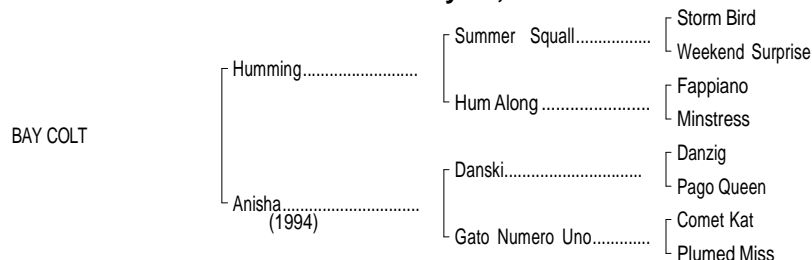 Storm Bird
Summer Squall.................
Weekend Surprise
Humming..........................
Fappiano
Hum Along.......................
Minstress
BAY COLT
Danzig
Danski...............................
Pago Queen
Anisha...............................
(1994)
Comet Kat
Gato Numero Uno.............
Plumed Miss